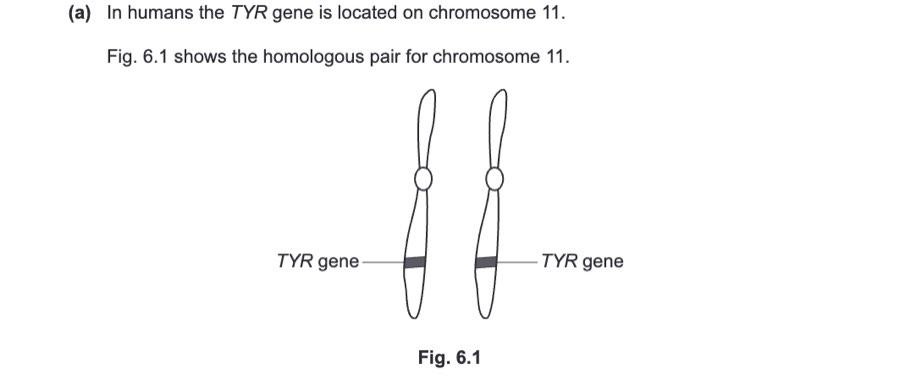 (a) In humans the TYR gene is located on chromosome 11.
Fig. 6.1 shows the homologous pair for chromosome 11.
TYR gene
TYR gene
Fig. 6.1